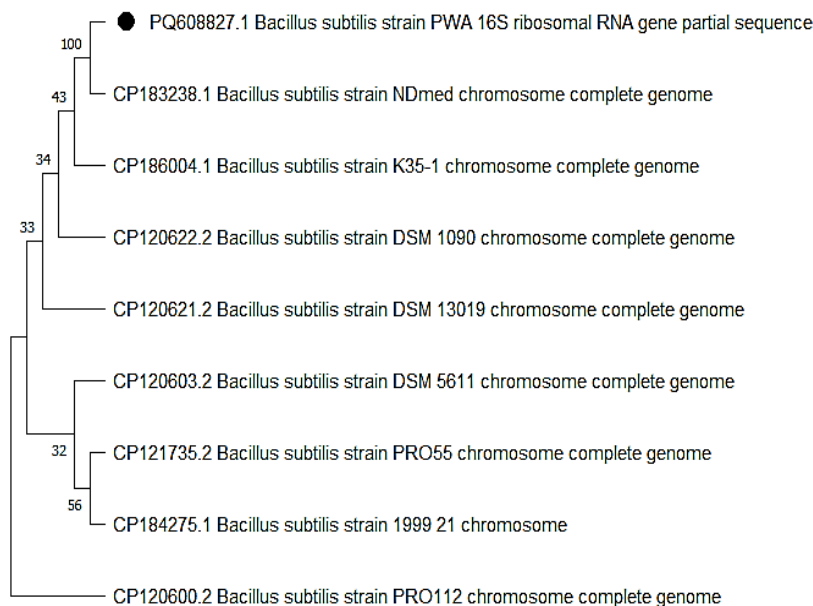 PQ608827.1 Bacillus subtilis strain PWA 16S ribosomal RNA gene partial sequence
100
CP183238.1 Bacillus subtilis strain NDmed chromosome complete genome
43
CP186004.1 Bacillus subtilis strain K35-1 chromosome complete genome
34
CP120622.2 Bacillus subtilis strain DSM 1090 chromosome complete genome
33
CP120621.2 Bacillus subtilis strain DSM 13019 chromosome complete genome
CP120603.2 Bacillus subtilis strain DSM 5611 chromosome complete genome
32
CP121735.2 Bacillus subtilis strain PRO55 chromosome complete genome
56
CP184275.1 Bacillus subtilis strain 1999 21 chromosome
CP120600.2 Bacillus subtilis strain PRO112 chromosome complete genome